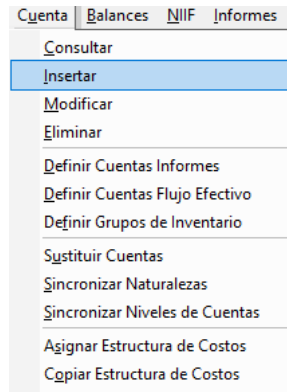 Cuenta Balances NIIF Informes
Consultar
Insertar
Modificar
Eliminar
Definir Cuentas Informes
Definir Cuentas Flujo Efectivo
Definir Grupos de Inventario
Sustituir Cuentas
Sincronizar Naturalezas
Sincronizar Niveles de Cuentas
Asignar Estructura de Costos
Copiar Estructura de Costos